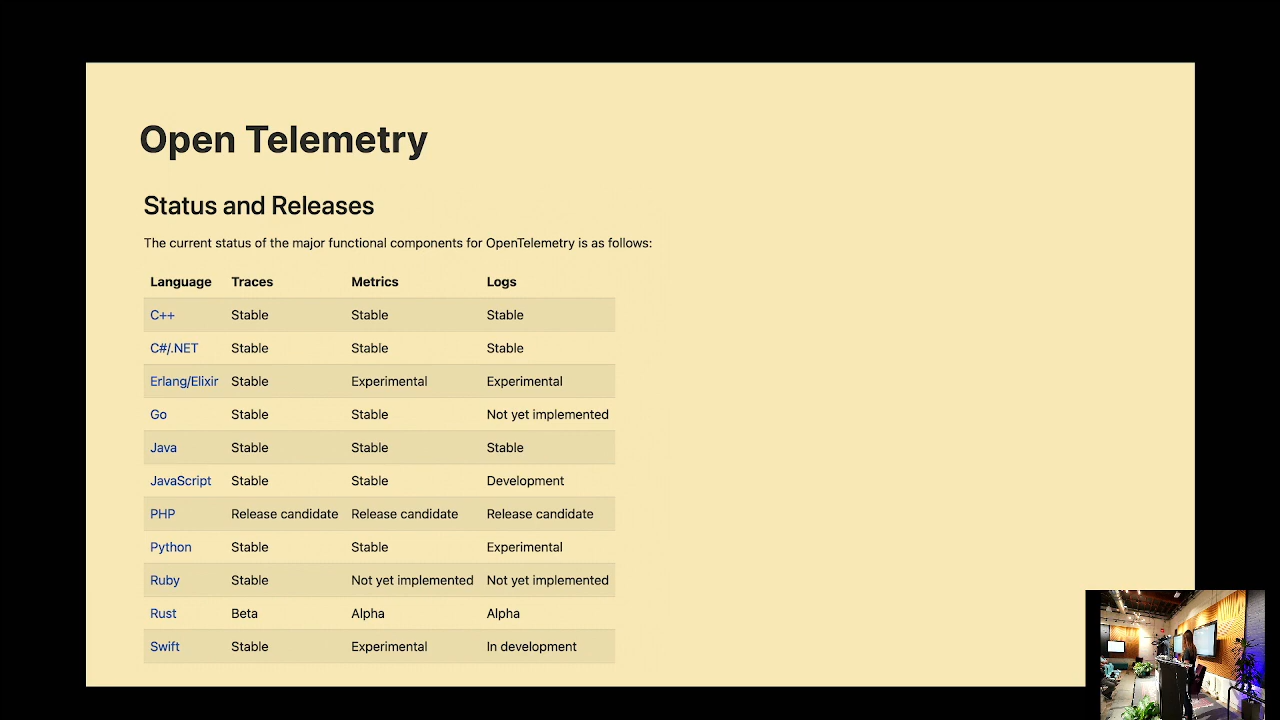 Open Telemetry
Status and Releases
The current status of the major functional components for OpenTelemetry is as follows:
Language Traces Metrics Logs
C++ Stable Stable Stable
C#/.NET Stable Stable Stable
Erlang/Elixir Stable Experimental Experimental
Go Stable Stable Not yet implemented
Java Stable Stable Stable
JavaScript Stable Stable Development
PHP Release candidate Release candidate Release candidate
Python Stable Stable Experimental
Ruby Stable Not yet implemented Not yet implemented
Rust Beta Alpha Alpha
Swift Stable Experimental In development